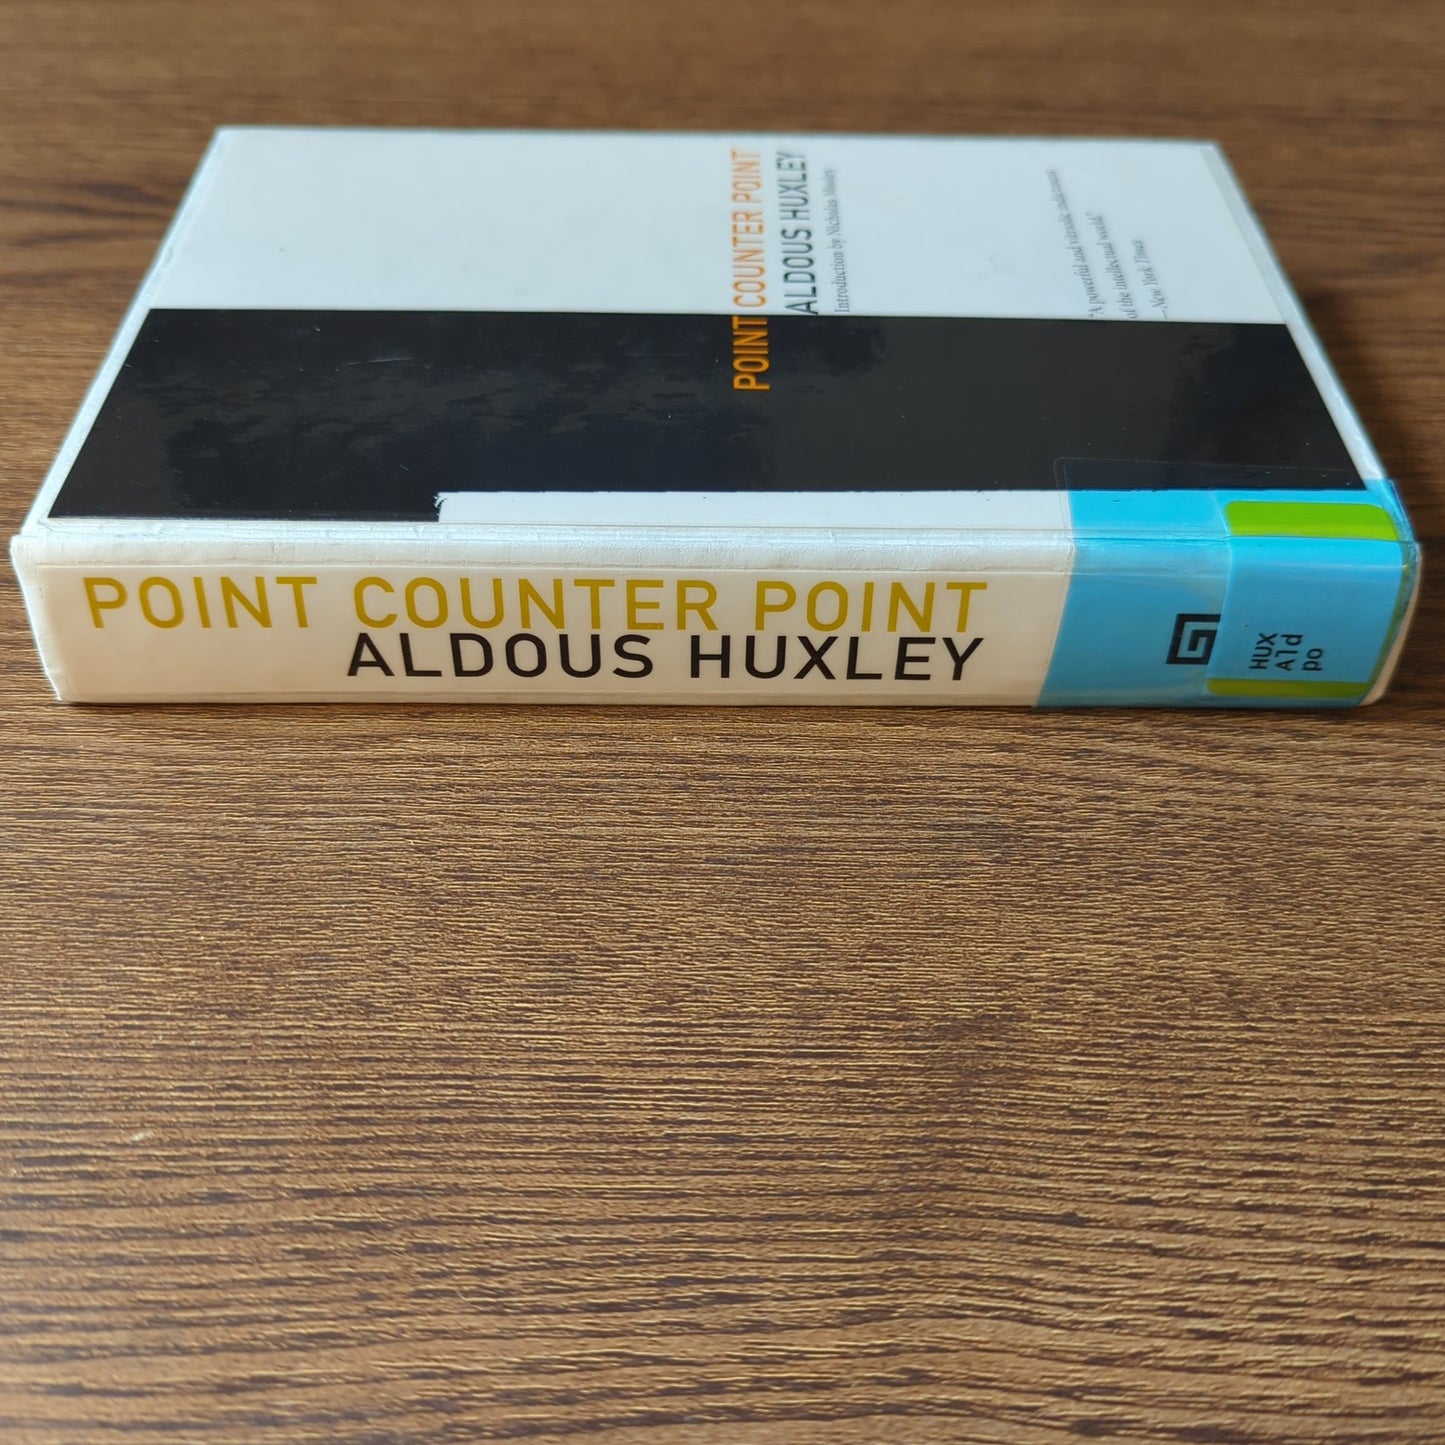 POINT COUNTER POINT
ALDOUS HUXLEY
Introduction by Nicholas Mosley
"A powerful and vitriolic indictment
of the intellectual world."
—New York Times
POINT COUNTER POINT
ALDOUS HUXLEY
HUX
Ald
po